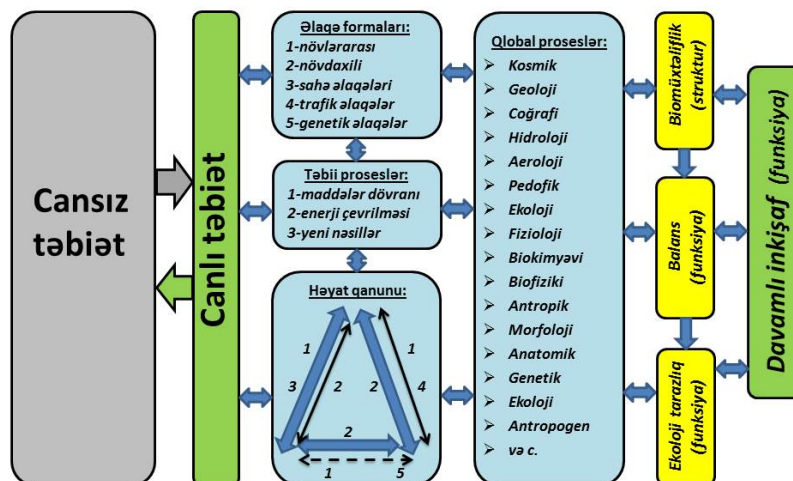 Cansız
təbiət
Canlı təbiət
Əlaqə formaları:
1-növlərarası
2-növdaxili
3-sahə əlaqələri
4-trafik əlaqələr
5-genetik əlaqələr
Təbii proseslər:
1-maddələr dövranı
2-enerji çevrilməsi
3-yeni nəsillər
Həyat qanunu:
1
1
3
2
2
4
2
1
5
Qlobal proseslər:
Kosmik
Geoloji
Coğrafi
Hidroloji
Aeroloji
Pedofik
Ekoloji
Fizioloji
Biokimyəvi
Biofiziki
Antropik
Morfoloji
Anatomik
Genetik
Ekoloji
Antropogen
və c.
Biomüxtəliflik
(struktur)
Balans
(funksiya)
Ekoloji tarazlıq
(funksiya)
Davamlı inkişaf (funksiya)